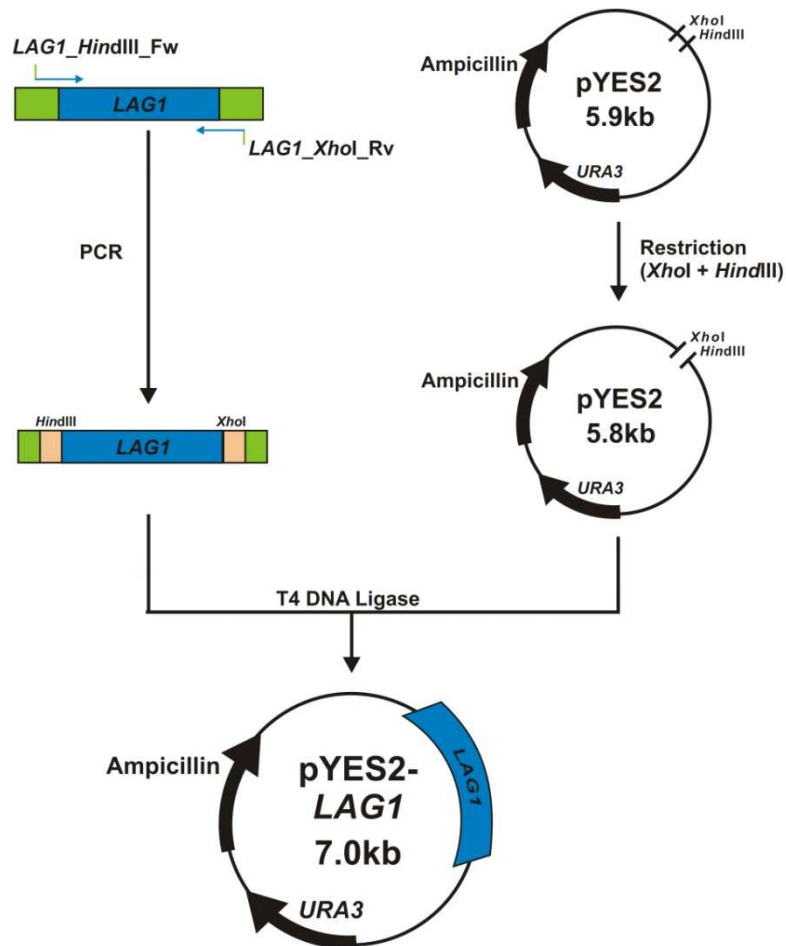 LAG1_HindIII_Fw
LAG1
LAG1_XhoI_Rv
PCR
HindIII
XhoI
LAG1
XhoI
HindIII
Ampicillin
pYES2
5.9kb
URA3
Restriction
(XhoI + HindIII)
XhoI
HindIII
Ampicillin
pYES2
5.8kb
URA3
T4 DNA Ligase
Ampicillin
pYES2-
LAG1
7.0kb
LAG1
URA3